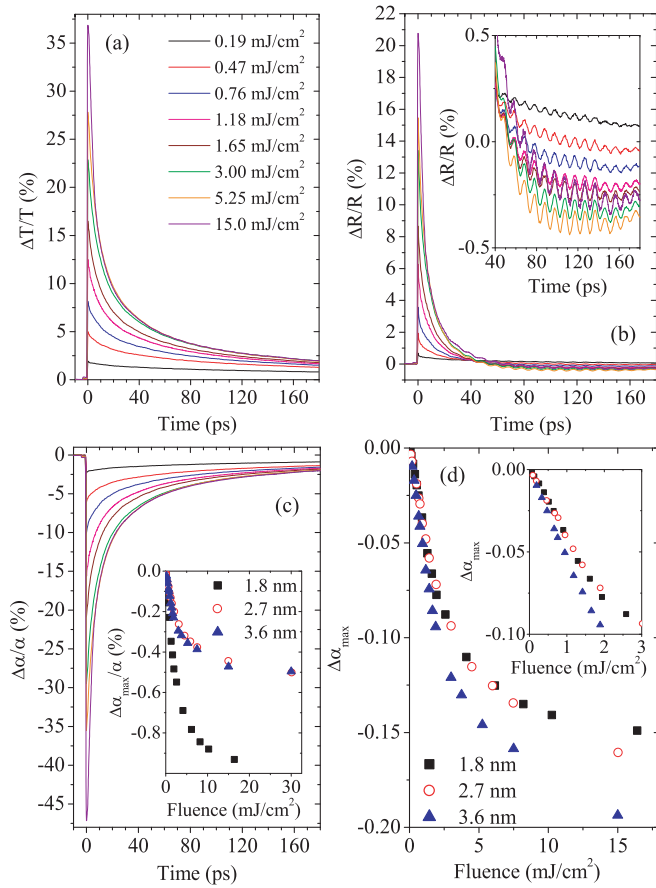 (a)
0.19 mJ/cm²
0.47 mJ/cm²
0.76 mJ/cm²
1.18 mJ/cm²
1.65 mJ/cm²
3.00 mJ/cm²
5.25 mJ/cm²
15.0 mJ/cm²
ΔT/T (%)
35
30
25
20
15
10
5
0
0 40 80 120 160
Time (ps)
(b)
ΔR/R (%)
22
20
18
16
14
12
10
8
6
4
2
0
0 40 80 120 160
Time (ps)
ΔR/R (%)
0.5
0.0
-0.5
40 80 120 160
Time (ps)
(c)
Δα/α (%)
0
-5
-10
-15
-20
-25
-30
-35
-40
-45
0 40 80 120 160
Time (ps)
Δα_max/α (%)
0.0
-0.2
-0.4
-0.6
-0.8
0 10 20 30
Fluence (mJ/cm²)
1.8 nm
2.7 nm
3.6 nm
(d)
Δα_max
0.00
-0.05
-0.10
-0.15
-0.20
0 5 10 15
Fluence (mJ/cm²)
1.8 nm
2.7 nm
3.6 nm
Δα_max
0.00
-0.05
-0.10
0 1 2 3
Fluence (mJ/cm²)